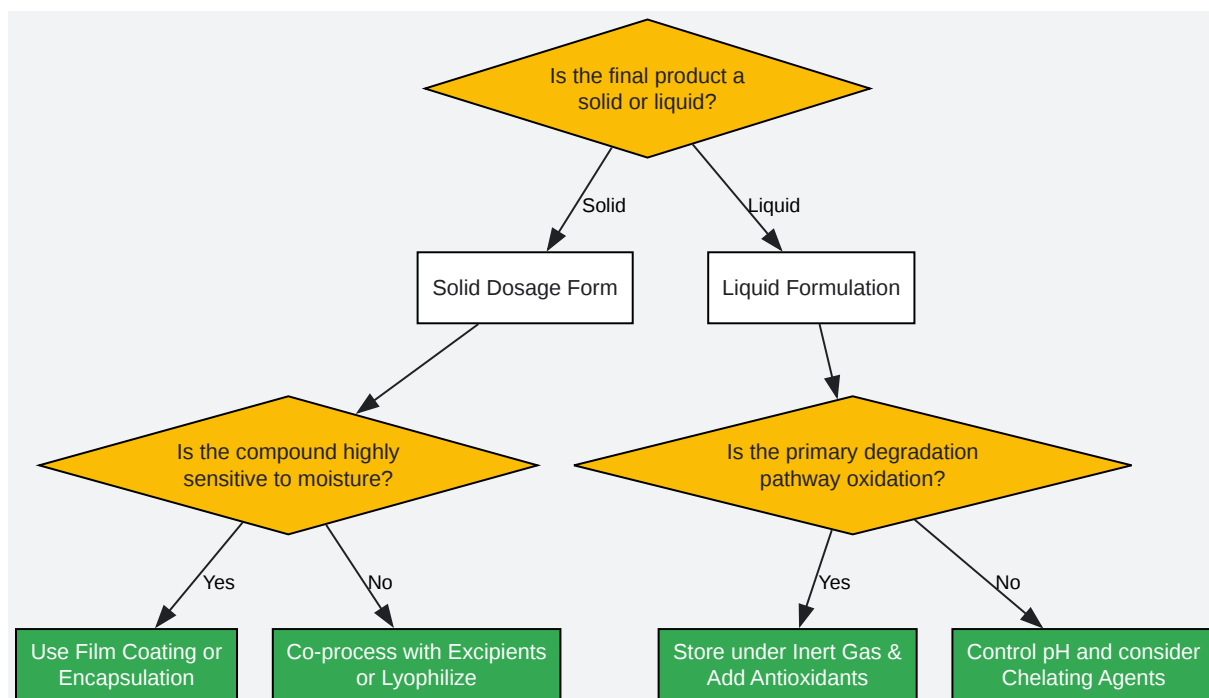 Is the final product a
solid or liquid?
Solid
Liquid
Solid Dosage Form
Liquid Formulation
Is the compound highly
sensitive to moisture?
Is the primary degradation
pathway oxidation?
Yes
No
Yes
No
Use Film Coating or
Encapsulation
Co-process with Excipients
or Lyophilize
Store under Inert Gas &
Add Antioxidants
Control pH and consider
Chelating Agents